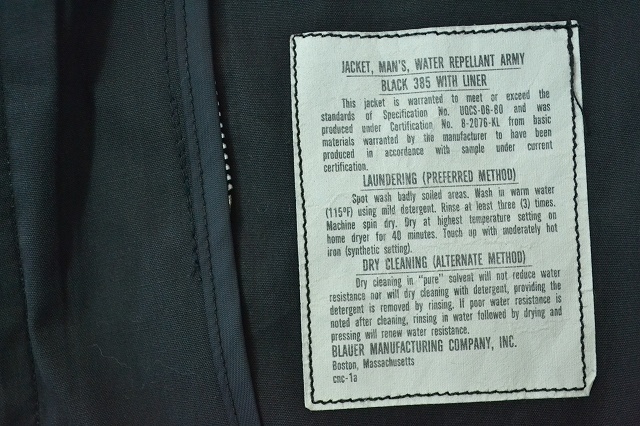 JACKET, MAN'S, WATER REPELLANT ARMY
BLACK 385 WITH LINER
This jacket is warranted to meet or exceed the
standards of Specification No. UQCS-06-80 and was
produced under Certification No. B-2076-KL from basic
materials warranted by the manufacturer to have been
produced in accordance with sample under current
certification.
LAUNDERING (PREFERRED METHOD)
Spot wash badly soiled areas. Wash in warm water
(115°F) using mild detergent. Rinse at least three (3) times.
Machine spin dry. Dry at highest temperature setting on
home dryer for 40 minutes. Touch up with moderately hot
iron (synthetic setting).
DRY CLEANING (ALTERNATE METHOD)
Dry cleaning in "pure" solvent will not reduce water
resistance nor will dry cleaning with detergent, providing the
detergent is removed by rinsing. If poor water resistance is
noted after cleaning, rinsing in water followed by drying and
pressing will renew water resistance.
BLAUER MANUFACTURING COMPANY, INC.
Boston, Massachusetts
cnc-1a